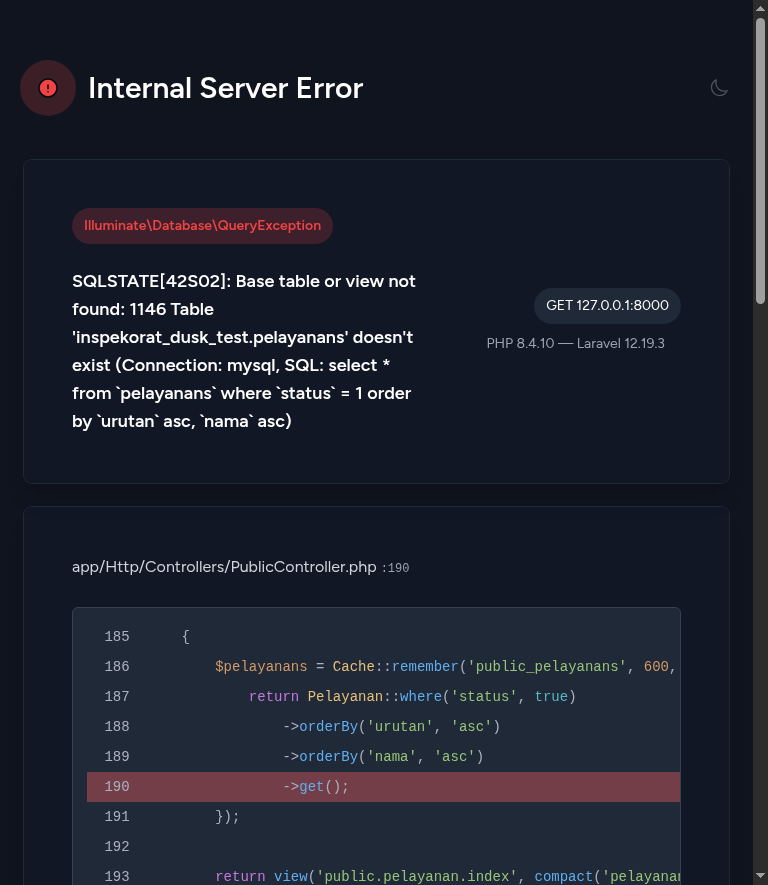 Internal Server Error
Illuminate\Database\QueryException
SQLSTATE[42S02]: Base table or view not
found: 1146 Table
'inspekorat_dusk_test.pelayanans' doesn't
exist (Connection: mysql, SQL: select *
from `pelayanans` where `status` = 1 order
by `urutan` asc, `nama` asc)
GET 127.0.0.1:8000
PHP 8.4.10 — Laravel 12.19.3
app/Http/Controllers/PublicController.php :190
185 {
186 $pelayanans = Cache::remember('public_pelayanans', 600,
187 return Pelayanan::where('status', true)
188 ->orderBy('urutan', 'asc')
189 ->orderBy('nama', 'asc')
190 ->get();
191 });
192
193 return view('public.pelayanan.index', compact('pelayanan